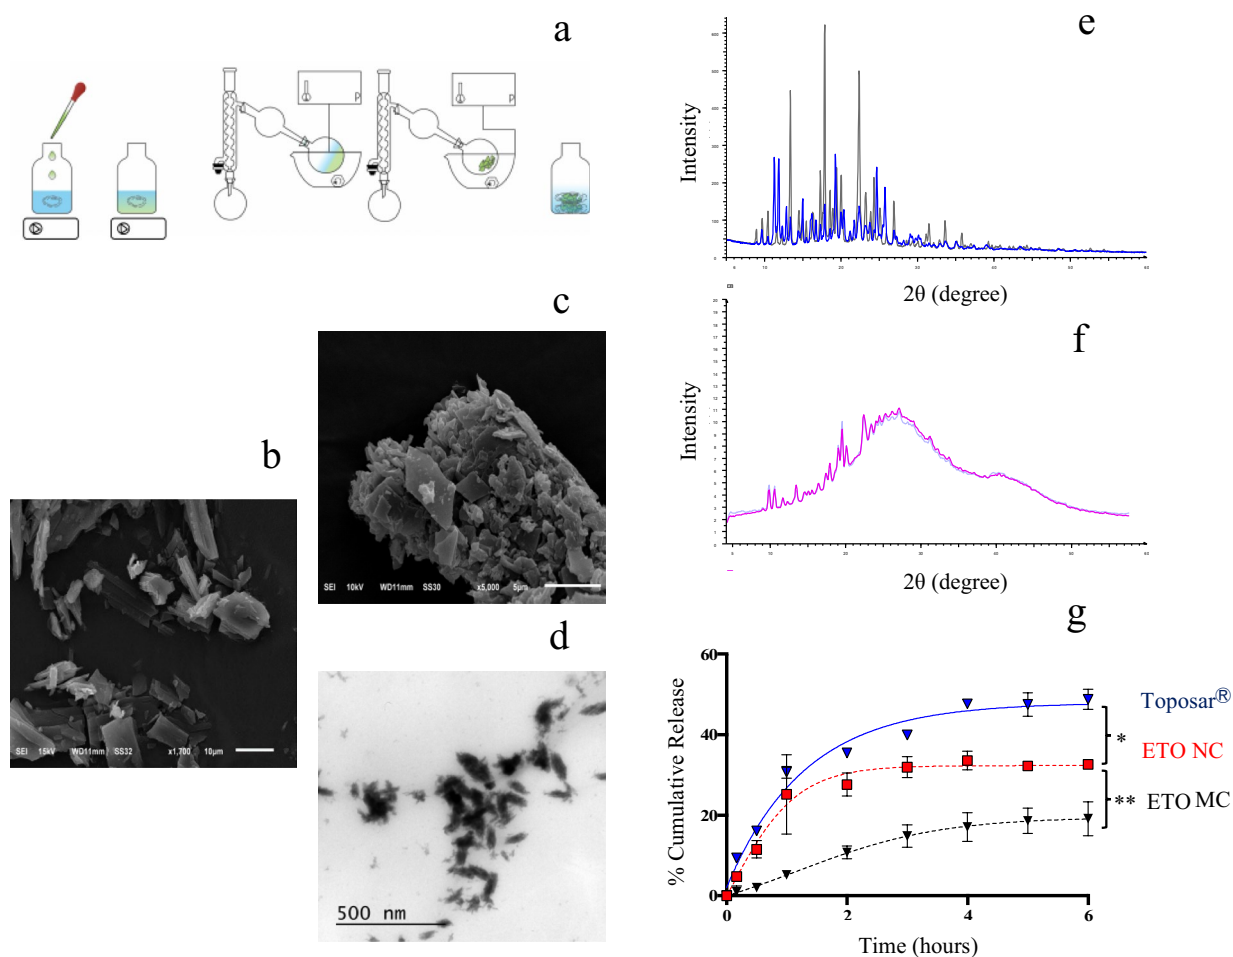 a
b
SEI 15kV WD11mm SS32 x1,700 10µm
c
SEI 10kV WD11mm SS30 x5,000 5µm
d
500 nm
e
Intensity
10
20
2θ (degree)
f
Intensity
2θ (degree)
g
% Cumulative Release
60
40
20
0
0 2 4 6
Time (hours)
Toposar®
*
ETO NC
**
ETO MC